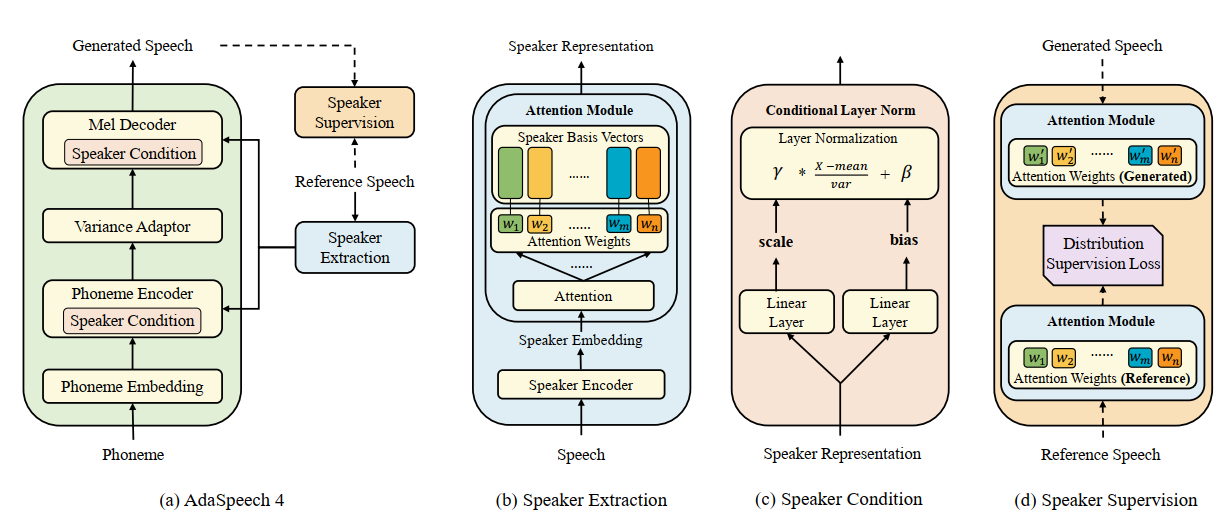 Generated Speech
Mel Decoder
Speaker Condition
Variance Adaptor
Phoneme Encoder
Speaker Condition
Phoneme Embedding
Phoneme
Speaker
Supervision
Reference Speech
Speaker
Extraction
(a) AdaSpeech 4
Speaker Representation
Attention Module
Speaker Basis Vectors
......
w₁ w₂ ...... wₘ wₙ
Attention Weights
......
Attention
Speaker Embedding
Speaker Encoder
Speech
(b) Speaker Extraction
Conditional Layer Norm
Layer Normalization
γ * (X −mean)/var + β
scale
bias
Linear
Layer
Linear
Layer
Speaker Representation
(c) Speaker Condition
Generated Speech
Attention Module
w₁′ w₂′ ...... wₘ′ wₙ′
Attention Weights (Generated)
Distribution
Supervision Loss
Attention Module
w₁ w₂ ...... wₘ wₙ
Attention Weights (Reference)
Reference Speech
(d) Speaker Supervision